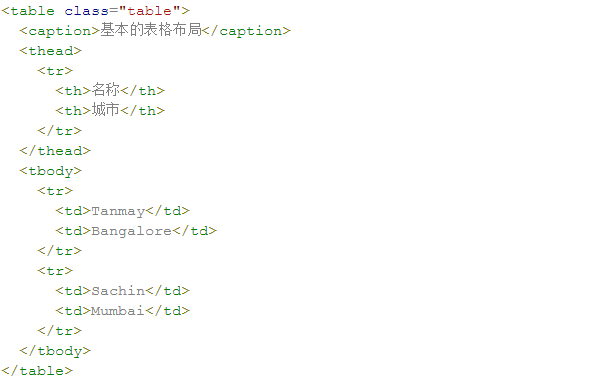 <table class="table">
  <caption>基本的表格布局</caption>
  <thead>
    <tr>
      <th>名称</th>
      <th>城市</th>
    </tr>
  </thead>
  <tbody>
    <tr>
      <td>Tanmay</td>
      <td>Bangalore</td>
    </tr>
    <tr>
      <td>Sachin</td>
      <td>Mumbai</td>
    </tr>
  </tbody>
</table>